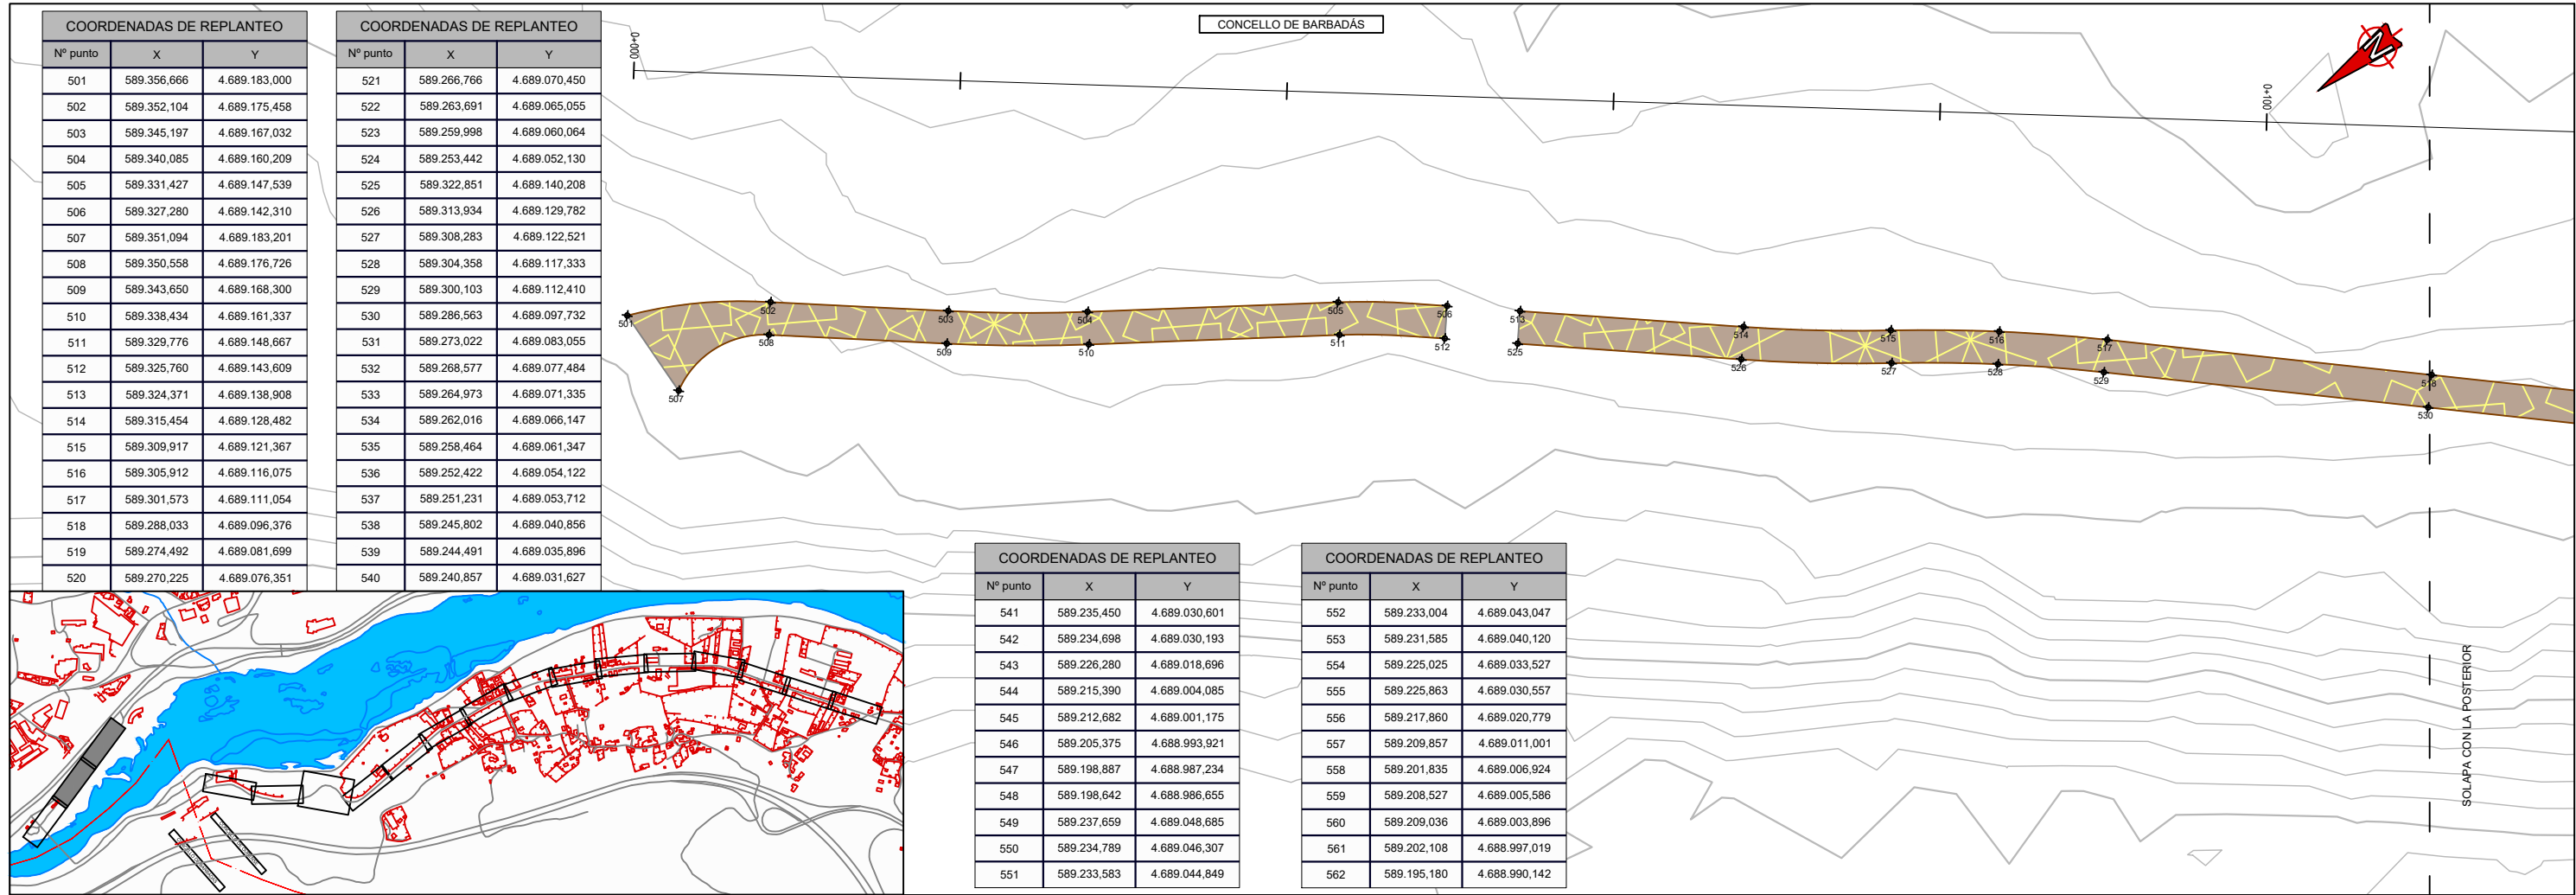 CONCELLO DE BARBADÁS
COORDENADAS DE REPLANTEO
Nº punto X Y
501 589.356,666 4.689.183,000
502 589.352,104 4.689.175,458
503 589.345,197 4.689.167,032
504 589.340,085 4.689.160,209
505 589.331,427 4.689.147,539
506 589.327,280 4.689.142,310
507 589.351,094 4.689.183,201
508 589.350,558 4.689.176,726
509 589.343,650 4.689.168,300
510 589.338,434 4.689.161,337
511 589.329,776 4.689.148,667
512 589.325,760 4.689.143,609
513 589.324,371 4.689.138,908
514 589.315,454 4.689.128,482
515 589.309,917 4.689.121,367
516 589.305,912 4.689.116,075
517 589.301,573 4.689.111,054
518 589.288,033 4.689.096,376
519 589.274,492 4.689.081,699
520 589.270,225 4.689.076,351
COORDENADAS DE REPLANTEO
Nº punto X Y
521 589.266,766 4.689.070,450
522 589.263,691 4.689.065,055
523 589.259,998 4.689.060,064
524 589.253,442 4.689.052,130
525 589.322,851 4.689.140,208
526 589.313,934 4.689.129,782
527 589.308,283 4.689.122,521
528 589.304,358 4.689.117,333
529 589.300,103 4.689.112,410
530 589.286,563 4.689.097,732
531 589.273,022 4.689.083,055
532 589.268,577 4.689.077,484
533 589.264,973 4.689.071,335
534 589.262,016 4.689.066,147
535 589.258,464 4.689.061,347
536 589.252,422 4.689.054,122
537 589.251,231 4.689.053,712
538 589.245,802 4.689.040,856
539 589.244,491 4.689.035,896
540 589.240,857 4.689.031,627
0+000
0+100
501
502
503
504
505
506
507
508
509
510
511
512
513
514
515
516
517
518
525
526
527
528
529
530
COORDENADAS DE REPLANTEO
Nº punto X Y
541 589.235,450 4.689.030,601
542 589.234,698 4.689.030,193
543 589.226,280 4.689.018,696
544 589.215,390 4.689.004,085
545 589.212,682 4.689.001,175
546 589.205,375 4.688.993,921
547 589.198,887 4.688.987,234
548 589.198,642 4.688.986,655
549 589.237,659 4.689.048,685
550 589.234,789 4.689.046,307
551 589.233,583 4.689.044,849
COORDENADAS DE REPLANTEO
Nº punto X Y
552 589.233,004 4.689.043,047
553 589.231,585 4.689.040,120
554 589.225,025 4.689.033,527
555 589.225,863 4.689.030,557
556 589.217,860 4.689.020,779
557 589.209,857 4.689.011,001
558 589.201,835 4.689.006,924
559 589.208,527 4.689.005,586
560 589.209,036 4.689.003,896
561 589.202,108 4.688.997,019
562 589.195,180 4.688.990,142
SOLAPA CON LA POSTERIOR
N